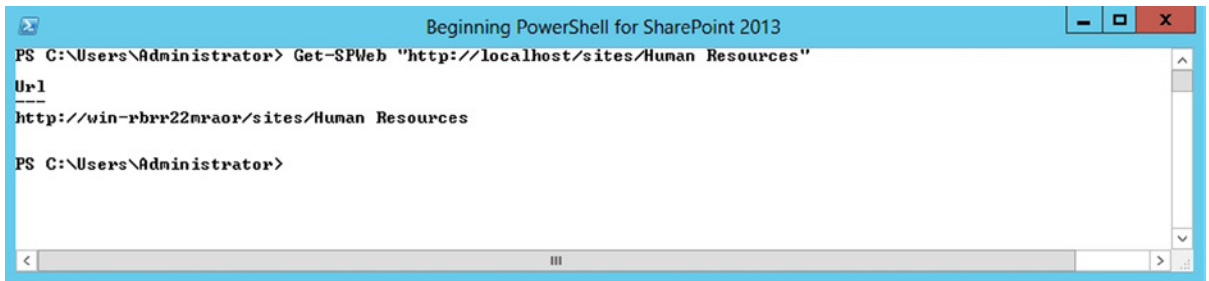 Beginning PowerShell for SharePoint 2013
PS C:\Users\Administrator> Get-SPWeb "http://localhost/sites/Human Resources"
Url
---
http://win-rbrr22mraor/sites/Human Resources
PS C:\Users\Administrator>